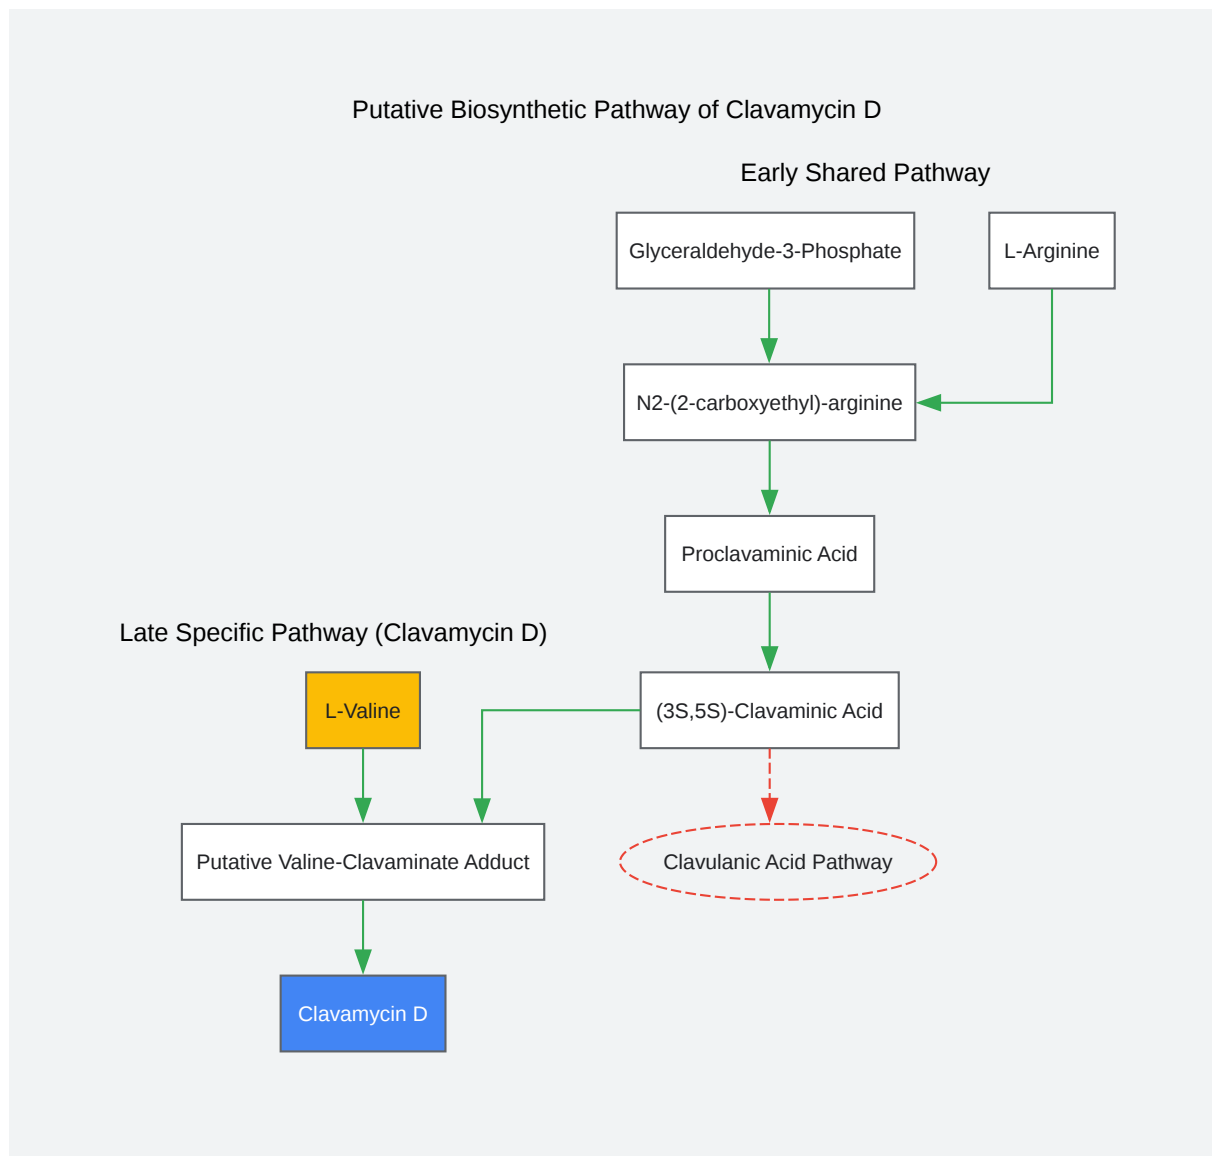 Putative Biosynthetic Pathway of Clavamycin D
Early Shared Pathway
Glyceraldehyde-3-Phosphate
L-Arginine
N2-(2-carboxyethyl)-arginine
Proclavaminic Acid
Late Specific Pathway (Clavamycin D)
L-Valine
(3S,5S)-Clavaminic Acid
Putative Valine-Clavaminate Adduct
Clavulanic Acid Pathway
Clavamycin D